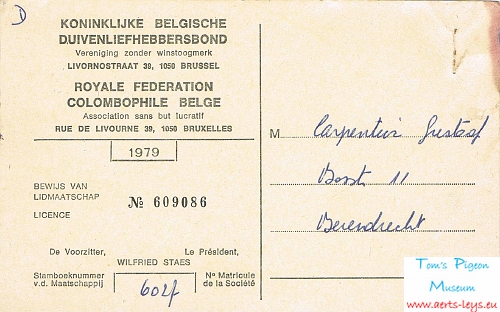 D
KONINKLIJKE BELGISCHE
DUIVENLIEFHEBBERSBOND
Vereniging zonder winstoogmerk
LIVORNOSTRAAT 39, 1050 BRUSSEL
ROYALE FEDERATION
COLOMBOPHILE BELGE
Association sans but lucratif
RUE DE LIVOURNE 39, 1050 BRUXELLES
1979
BEWIJS VAN
LIDMAATSCHAP
LICENCE
№ 609086
De Voorzitter, Le Président,
WILFRIED STAES
Stamboeknummer
v.d. Maatschappij
Nº Matricule
de la Société
M Carpentier Gustaaf
11
Berendrecht
Tom's Pigeon
Museum
www.aerts-leys.eu